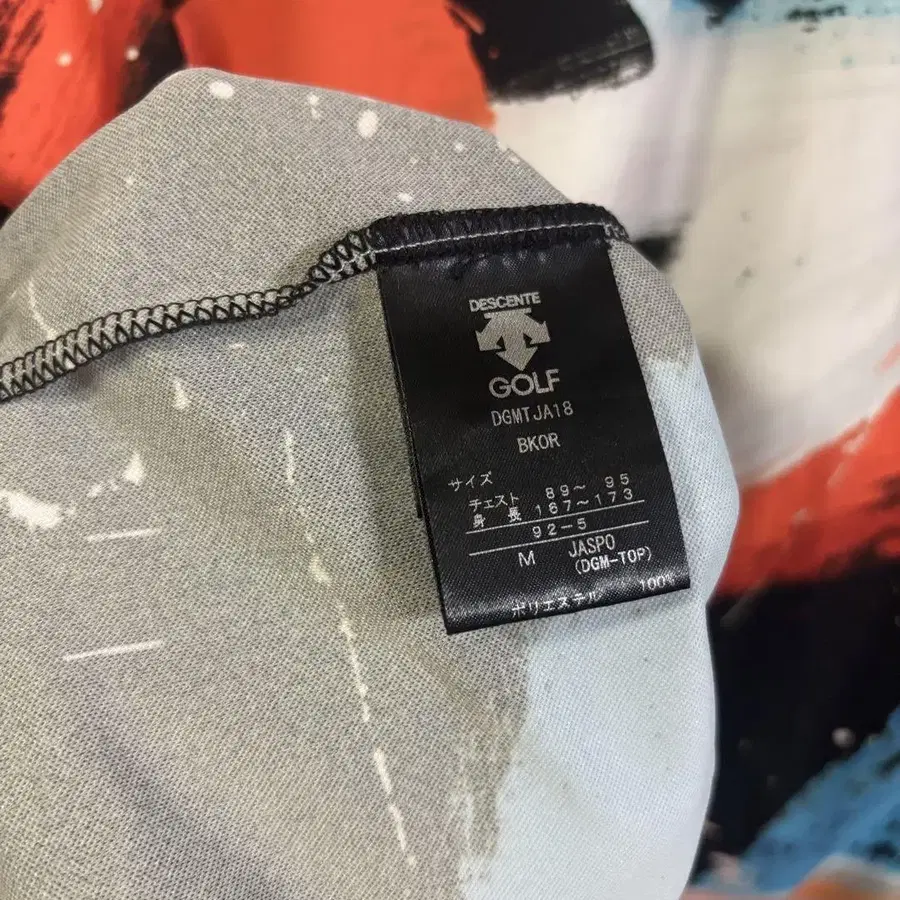 DESCENTE
GOLF
DGMTJA18
BKOR
サイズ
チェスト 89〜 95
身 長 167〜173
92-5
M JASPO
(DGM-TOP)
ポリエステル 100%